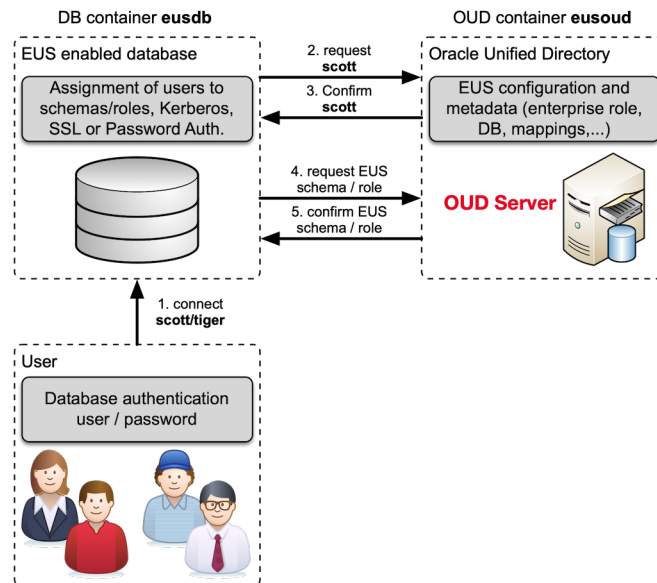 DB container eusdb
OUD container eusoud
EUS enabled database
2. request
scott
Oracle Unified Directory
Assignment of users to
schemas/roles, Kerberos,
SSL or Password Auth.
3. Confirm
scott
EUS configuration and
metadata (enterprise role,
DB, mappings,...)
4. request EUS
schema / role
OUD Server
5. confirm EUS
schema / role
1. connect
scott/tiger
User
Database authentication
user / password